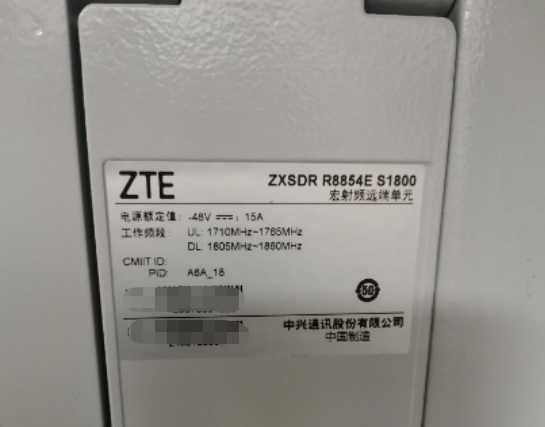 ZTE
ZXSDR R8854E S1800
宏射频远端单元
电源额定值: -48V ⎓; 15A
工作频段: UL: 1710MHz~1785MHz
DL: 1805MHz~1880MHz
CMIIT ID:
PID: A6A_18
中兴通讯股份有限公司
中国制造